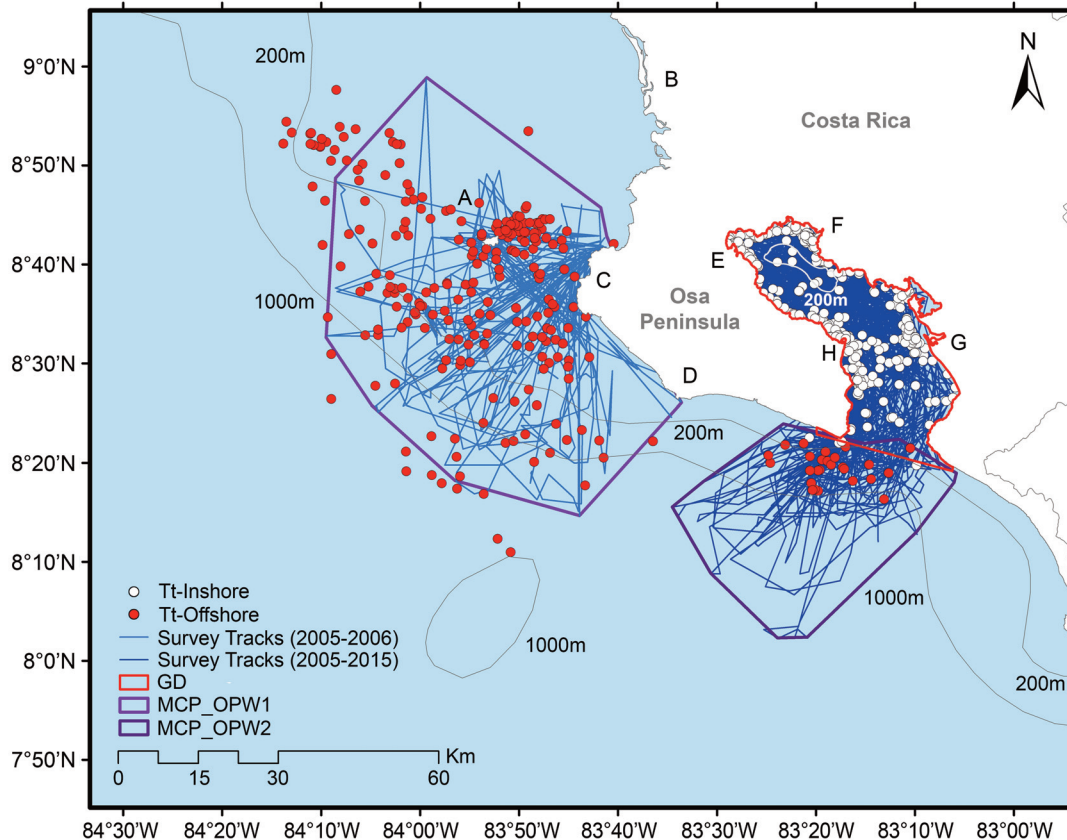 N
9°0'N
8°50'N
8°40'N
8°30'N
8°20'N
8°10'N
8°0'N
7°50'N
200m
B
Costa Rica
A
F
E
C
200m
Osa
Peninsula
1000m
H
G
D
200m
1000m
1000m
200m
Tt-Inshore
Tt-Offshore
Survey Tracks (2005-2006)
Survey Tracks (2005-2015)
GD
MCP_OPW1
MCP_OPW2
Km
0 15 30 60
84°30'W 84°20'W 84°10'W 84°0'W 83°50'W 83°40'W 83°30'W 83°20'W 83°10'W 83°0'W